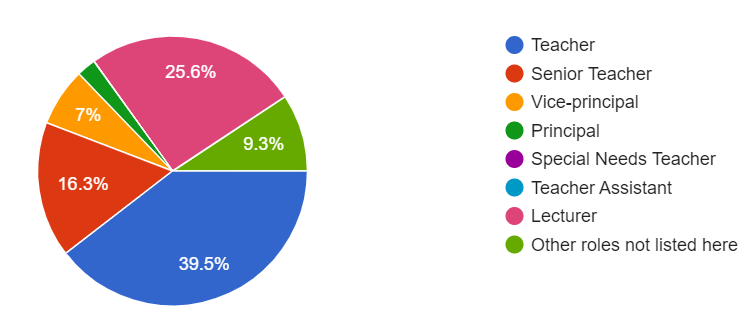 25.6%
7%
9.3%
16.3%
39.5%
Teacher
Senior Teacher
Vice-principal
Principal
Special Needs Teacher
Teacher Assistant
Lecturer
Other roles not listed here